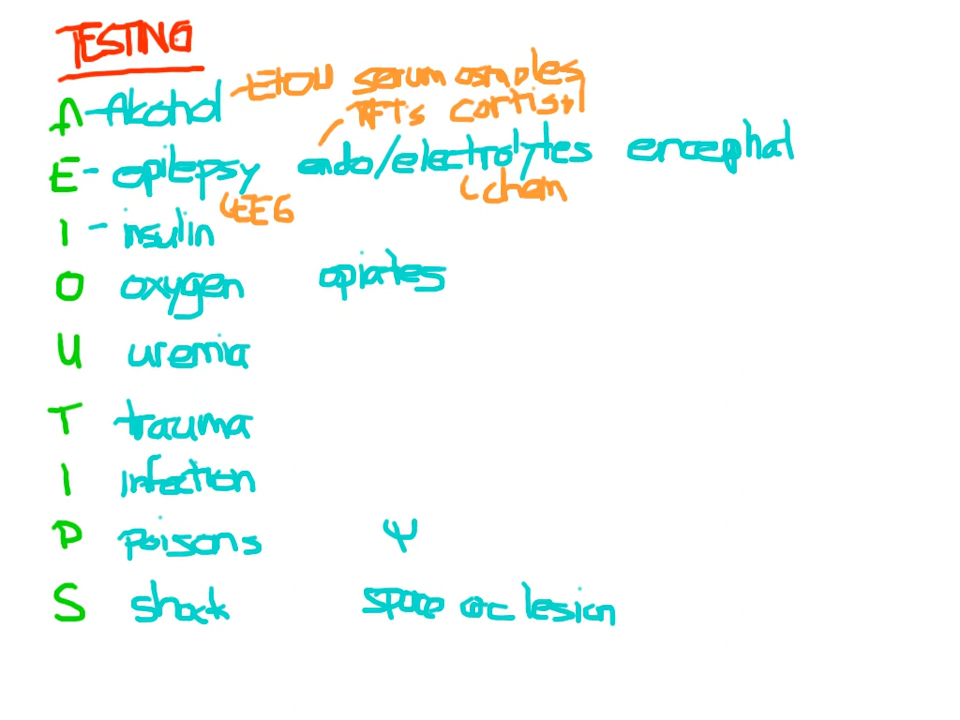 TESTING
A - Alcohol - EtOH serum osmoles
TFTs cortisol
E - epilepsy endo/electrolytes encephal
EEG chem
I - insulin
O oxygen opiates
U uremia
T trauma
I infection
P poisons Ψ
S shock space occ lesion